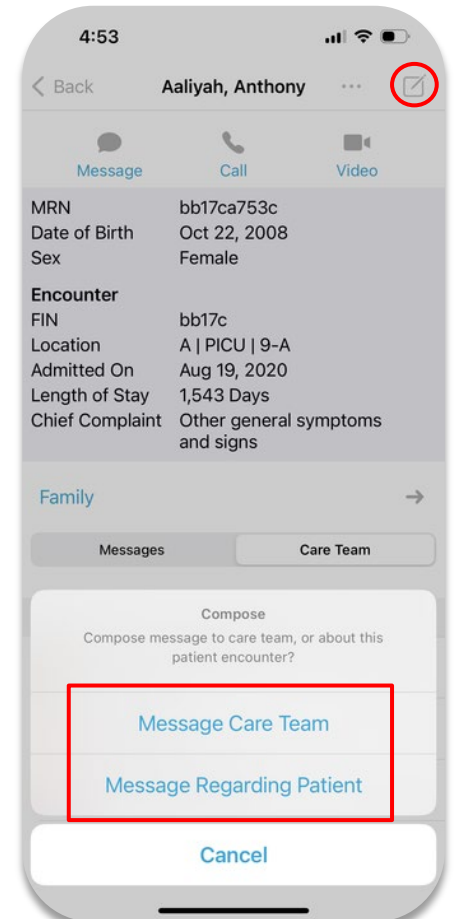 4:53
Back Aaliyah, Anthony ...
Message Call Video
MRN bb17ca753c
Date of Birth Oct 22, 2008
Sex Female
Encounter
FIN bb17c
Location A | PICU | 9-A
Admitted On Aug 19, 2020
Length of Stay 1,543 Days
Chief Complaint Other general symptoms
and signs
Family
Messages Care Team
Compose
Compose message to care team, or about this
patient encounter?
Message Care Team
Message Regarding Patient
Cancel